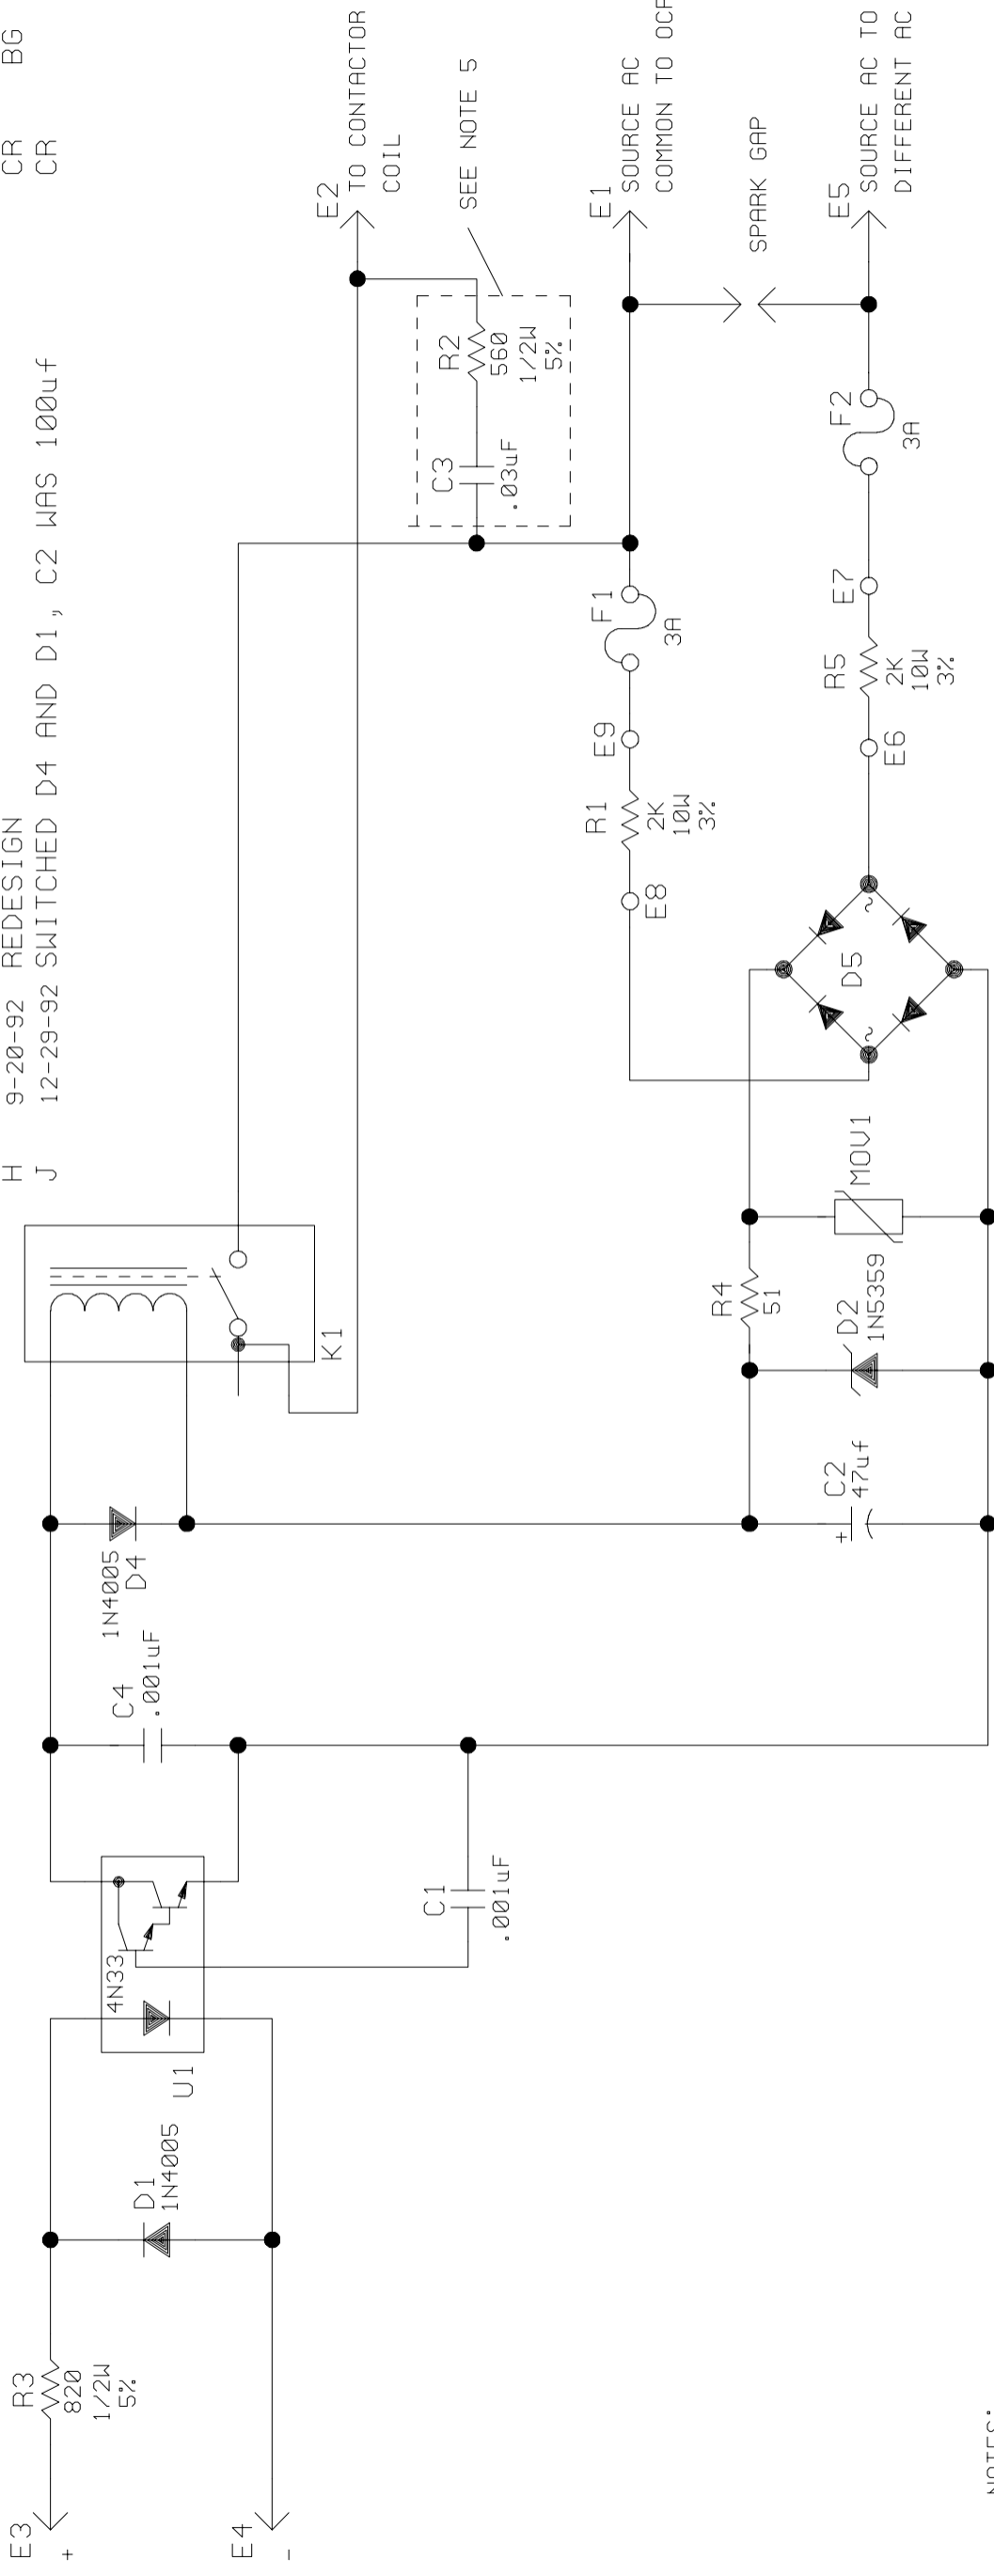 H 9-20-92 REDESIGN CR BG
J 12-29-92 SWITCHED D4 AND D1, C2 WAS 100uf CR
E3
+
R3
820
1/2W
5%
E4
-
D1
1N4005
U1
4N33
C1
.001uF
C4
.001uF
1N4005
D4
K1
E2
TO CONTACTOR
COIL
SEE NOTE 5
R2
560
1/2W
5%
C3
.03uF
E1
SOURCE AC
COMMON TO
SPARK GAP
F1
3A
E9
R1
2K
10W
3%
E8
E5
SOURCE AC TO
DIFFERENT AC
F2
3A
E7
R5
2K
10W
3%
E6
~
D5
~
MOV1
R4
51
D2
1N5359
C2
47uf
+
NOTES: